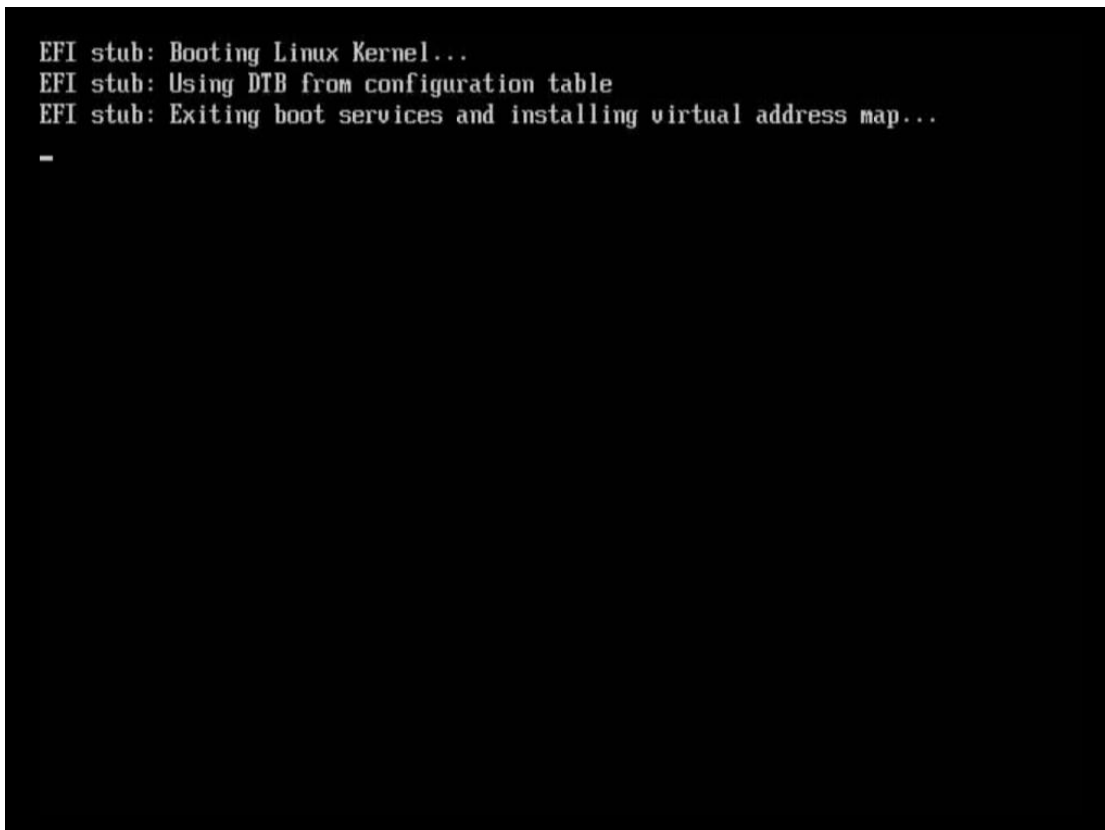 EFI stub: Booting Linux Kernel...
EFI stub: Using DTB from configuration table
EFI stub: Exiting boot services and installing virtual address map...